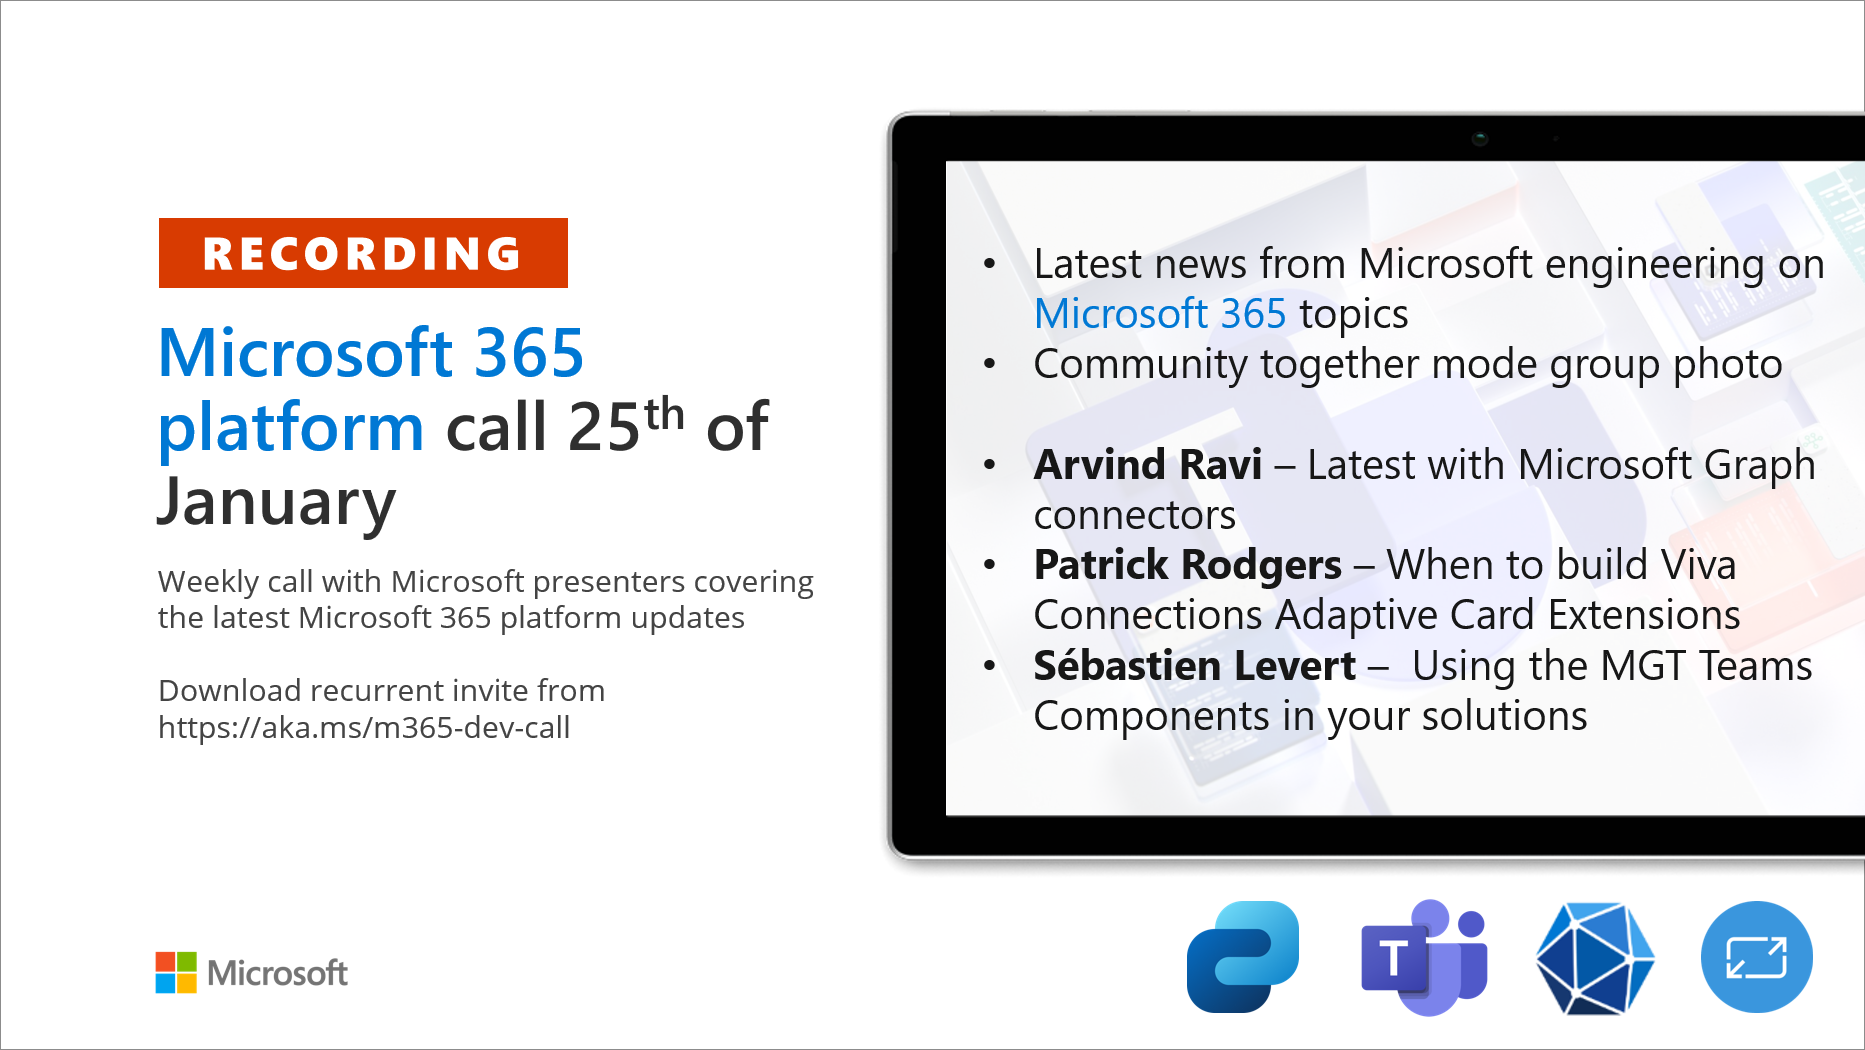 RECORDING
Microsoft 365
platform call 25th of
January
Weekly call with Microsoft presenters covering
the latest Microsoft 365 platform updates
Download recurrent invite from
https://aka.ms/m365-dev-call
Microsoft
• Latest news from Microsoft engineering on
Microsoft 365 topics
• Community together mode group photo
• Arvind Ravi – Latest with Microsoft Graph
connectors
• Patrick Rodgers – When to build Viva
Connections Adaptive Card Extensions
• Sébastien Levert – Using the MGT Teams
Components in your solutions
T